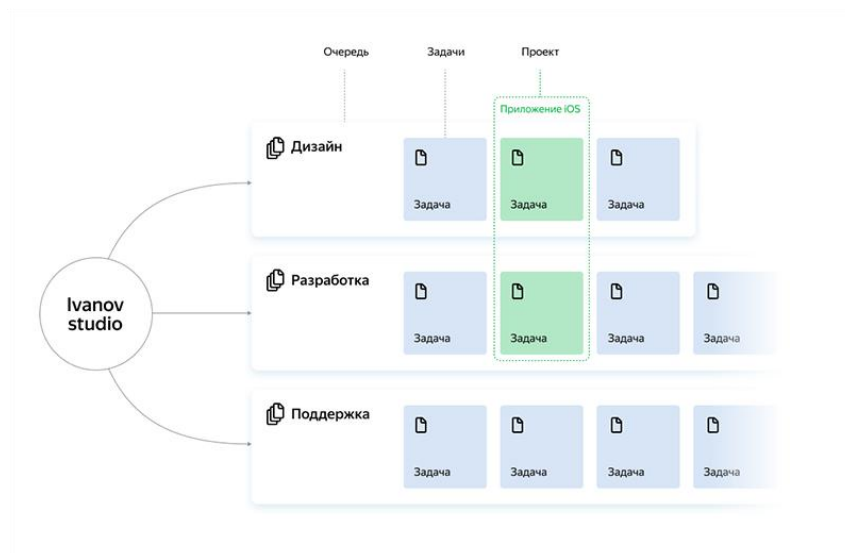 Очередь
Задачи
Проект
Приложение iOS
Дизайн
Задача
Задача
Задача
Ivanov
studio
Разработка
Задача
Задача
Задача
Задача
Поддержка
Задача
Задача
Задача
Задача